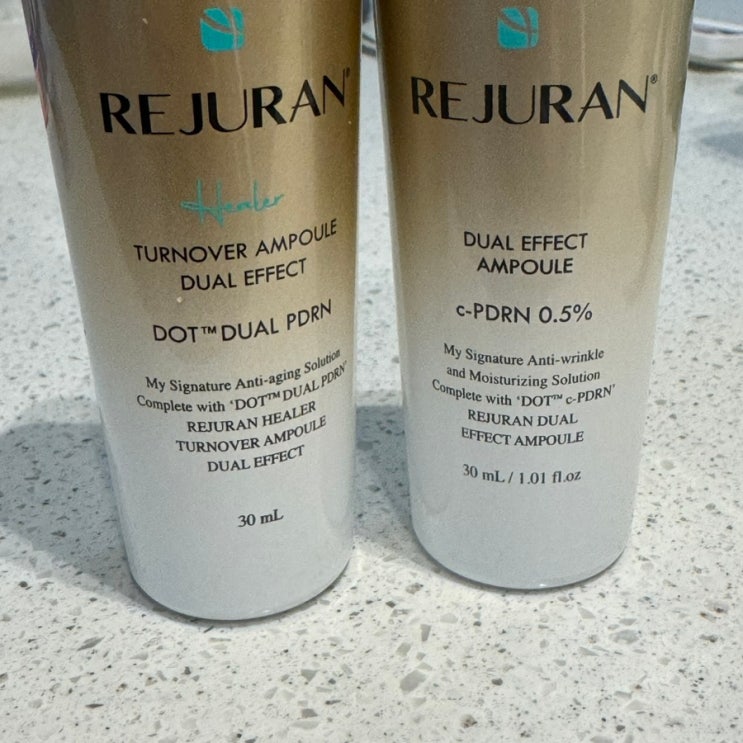 REJURAN®
Healer
TURNOVER AMPOULE
DUAL EFFECT
DOT™ DUAL PDRN
My Signature Anti-aging Solution
Complete with ‘DOT™ DUAL PDRN’
REJURAN HEALER
TURNOVER AMPOULE
DUAL EFFECT
30 mL
REJURAN®
DUAL EFFECT
AMPOULE
c-PDRN 0.5%
My Signature Anti-wrinkle
and Moisturizing Solution
Complete with ‘DOT™ c-PDRN’
REJURAN DUAL
EFFECT AMPOULE
30 mL / 1.01 fl.oz